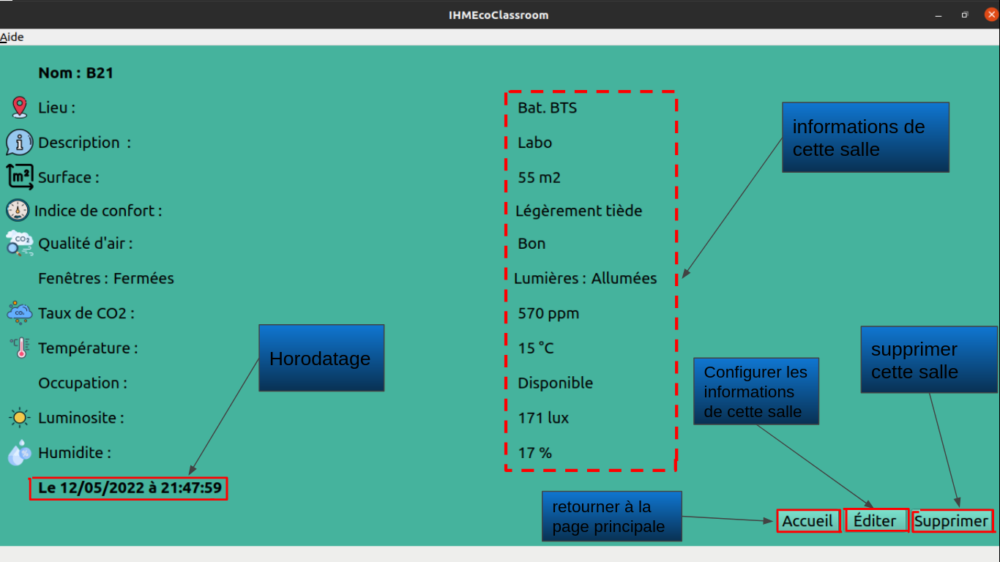 IHMEcoClassroom
Aide
Nom : B21
Lieu : Bat. BTS
informations de
cette salle
Description : Labo
m²
Surface : 55 m2
Indice de confort : Légèrement tiède
CO2
Qualité d'air : Bon
Fenêtres : Fermées Lumières : Allumées
CO₂
Taux de CO2 : 570 ppm
°C
Température : 15 °C
Horodatage
supprimer
cette salle
Configurer les
informations
de cette salle
Occupation : Disponible
Luminosite : 171 lux
%
Humidite : 17 %
Le 12/05/2022 à 21:47:59
retourner à la
page principale
Accueil Éditer Supprimer